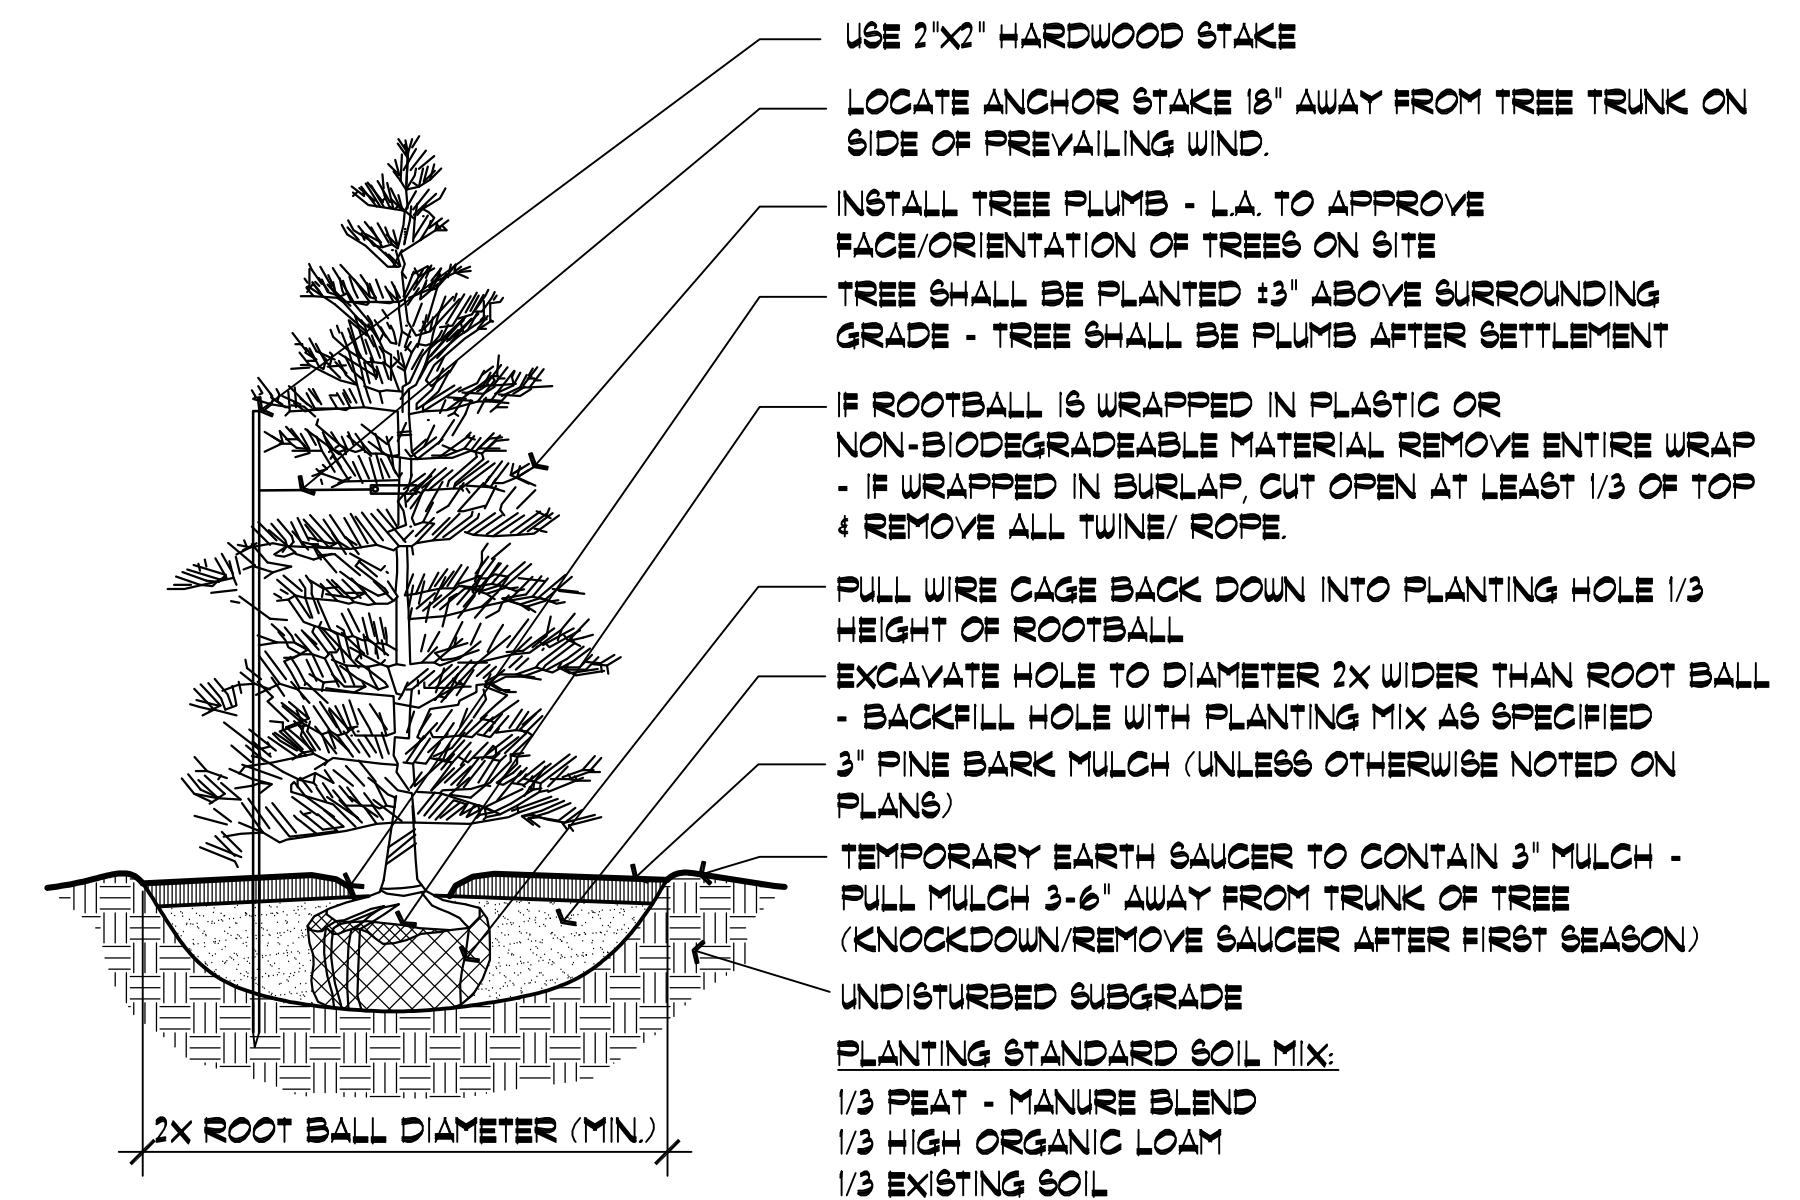 USE 2"X2" HARDWOOD STAKE
LOCATE ANCHOR STAKE 18" AWAY FROM TREE TRUNK ON
SIDE OF PREVAILING WIND.
INSTALL TREE PLUMB - L.A. TO APPROVE
FACE/ORIENTATION OF TREES ON SITE
TREE SHALL BE PLANTED ±3" ABOVE SURROUNDING
GRADE - TREE SHALL BE PLUMB AFTER SETTLEMENT
IF ROOTBALL IS WRAPPED IN PLASTIC OR
NON-BIODEGRADEABLE MATERIAL REMOVE ENTIRE WRAP
- IF WRAPPED IN BURLAP, CUT OPEN AT LEAST 1/3 OF TOP
& REMOVE ALL TWINE/ ROPE.
PULL WIRE CAGE BACK DOWN INTO PLANTING HOLE 1/3
HEIGHT OF ROOTBALL
EXCAVATE HOLE TO DIAMETER 2X WIDER THAN ROOT BALL
- BACKFILL HOLE WITH PLANTING MIX AS SPECIFIED
3" PINE BARK MULCH (UNLESS OTHERWISE NOTED ON
PLANS)
TEMPORARY EARTH SAUCER TO CONTAIN 3" MULCH -
PULL MULCH 3-6" AWAY FROM TRUNK OF TREE
(KNOCKDOWN/REMOVE SAUCER AFTER FIRST SEASON)
UNDISTURBED SUBGRADE
PLANTING STANDARD SOIL MIX:
1/3 PEAT - MANURE BLEND
1/3 HIGH ORGANIC LOAM
1/3 EXISTING SOIL
2X ROOT BALL DIAMETER (MIN.)